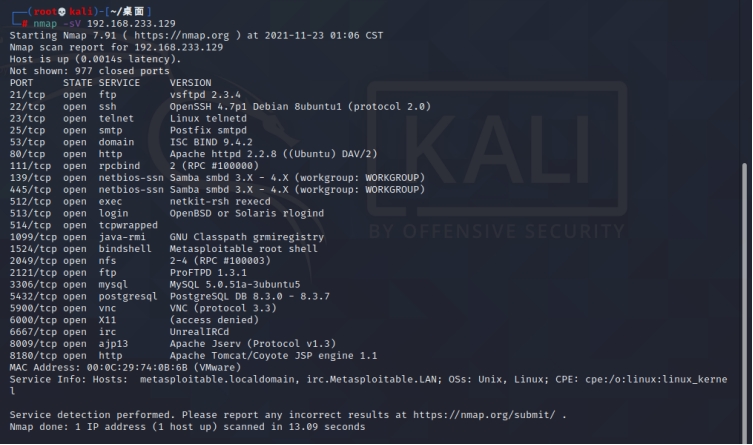 ┌──(root💀kali)-[~/桌面]
└─# nmap -sV 192.168.233.129
Starting Nmap 7.91 ( https://nmap.org ) at 2021-11-23 01:06 CST
Nmap scan report for 192.168.233.129
Host is up (0.0014s latency).
Not shown: 977 closed ports
PORT     STATE SERVICE     VERSION
21/tcp   open  ftp         vsftpd 2.3.4
22/tcp   open  ssh         OpenSSH 4.7p1 Debian 8ubuntu1 (protocol 2.0)
23/tcp   open  telnet      Linux telnetd
25/tcp   open  smtp        Postfix smtpd
53/tcp   open  domain      ISC BIND 9.4.2
80/tcp   open  http        Apache httpd 2.2.8 ((Ubuntu) DAV/2)
111/tcp  open  rpcbind     2 (RPC #100000)
139/tcp  open  netbios-ssn Samba smbd 3.X - 4.X (workgroup: WORKGROUP)
445/tcp  open  netbios-ssn Samba smbd 3.X - 4.X (workgroup: WORKGROUP)
512/tcp  open  exec        netkit-rsh rexecd
513/tcp  open  login       OpenBSD or Solaris rlogind
514/tcp  open  tcpwrapped
1099/tcp open  java-rmi    GNU Classpath grmiregistry
1524/tcp open  bindshell   Metasploitable root shell
2049/tcp open  nfs         2-4 (RPC #100003)
2121/tcp open  ftp         ProFTPD 1.3.1
3306/tcp open  mysql       MySQL 5.0.51a-3ubuntu5
5432/tcp open  postgresql  PostgreSQL DB 8.3.0 - 8.3.7
5900/tcp open  vnc         VNC (protocol 3.3)
6000/tcp open  X11         (access denied)
6667/tcp open  irc         UnrealIRCd
8009/tcp open  ajp13       Apache Jserv (Protocol v1.3)
8180/tcp open  http        Apache Tomcat/Coyote JSP engine 1.1
MAC Address: 00:0C:29:74:0B:6B (VMware)
Service Info: Hosts:  metasploitable.localdomain, irc.Metasploitable.LAN; OSs: Unix, Linux; CPE: cpe:/o:linux:linux_kerne
l

Service detection performed. Please report any incorrect results at https://nmap.org/submit/ .
Nmap done: 1 IP address (1 host up) scanned in 13.09 seconds
KALI
BY OFFENSIVE SECURITY